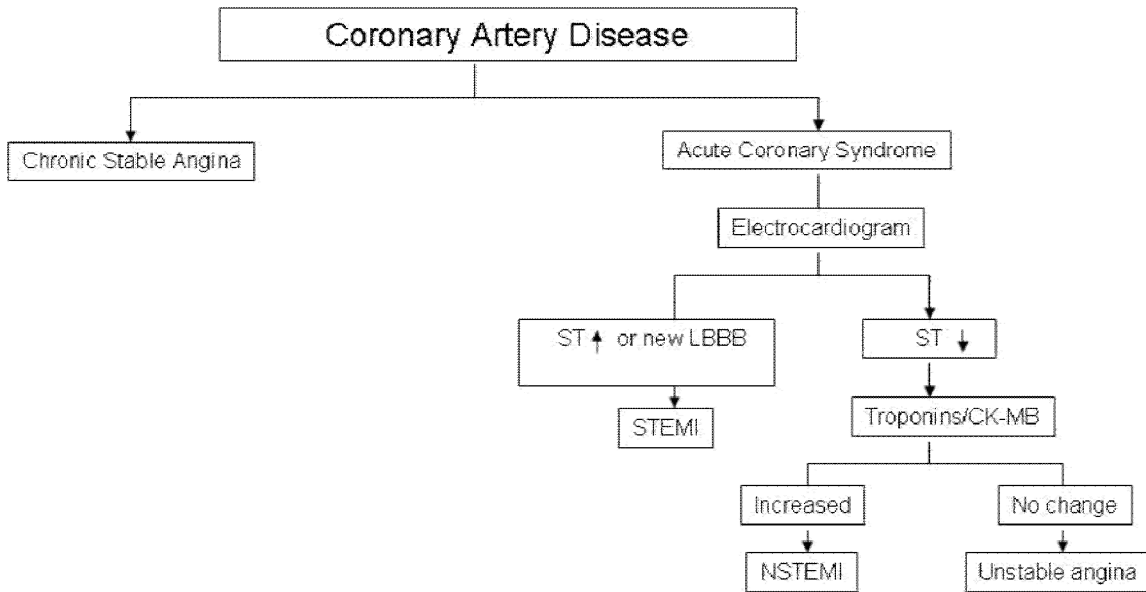 Coronary Artery Disease
Chronic Stable Angina
Acute Coronary Syndrome
Electrocardiogram
ST ↑ or new LBBB
ST ↓
STEMI
Troponins/CK-MB
Increased
No change
NSTEMI
Unstable angina